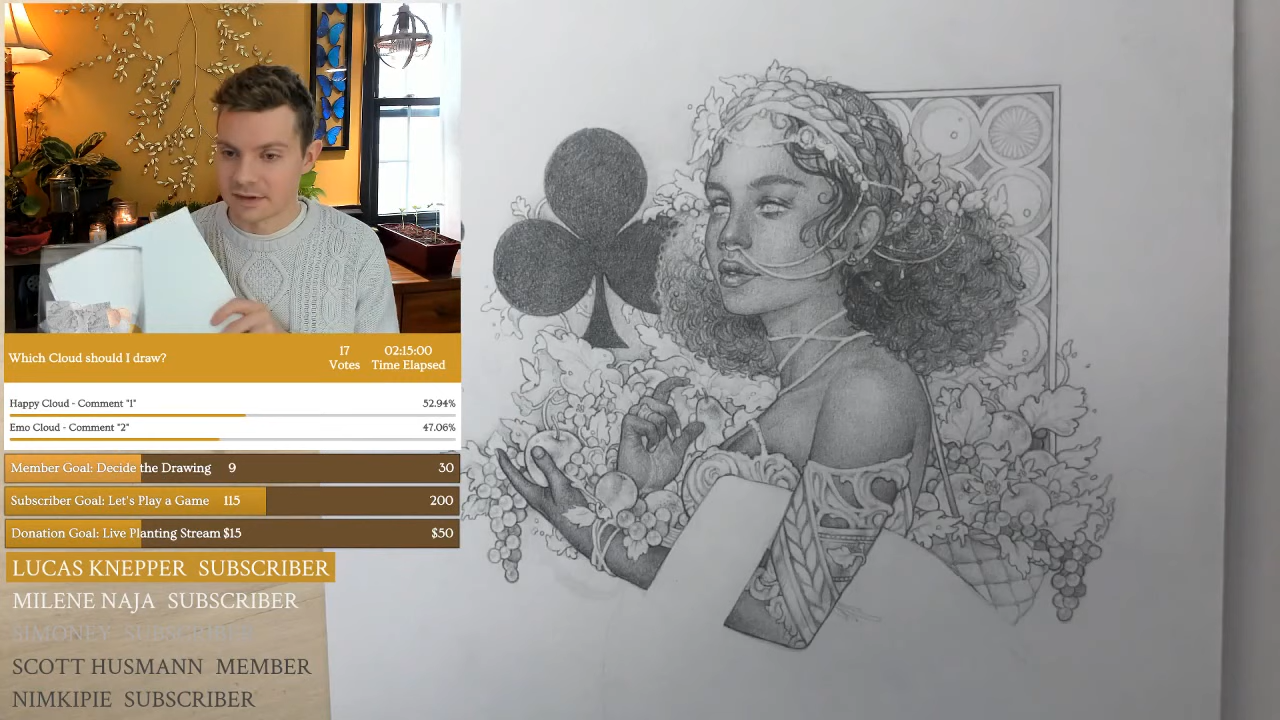 Which Cloud should I draw?
17 Votes
02:15:00 Time Elapsed
Happy Cloud - Comment "1" 52.94%
Emo Cloud - Comment "2" 47.06%
Member Goal: Decide the Drawing 9 30
Subscriber Goal: Let's Play a Game 115 200
Donation Goal: Live Planting Stream $15 $50
LUCAS KNEPPER SUBSCRIBER
MILENE NAJA SUBSCRIBER
SIMONEY SUBSCRIBER
SCOTT HUSMANN MEMBER
NIMKIPIE SUBSCRIBER